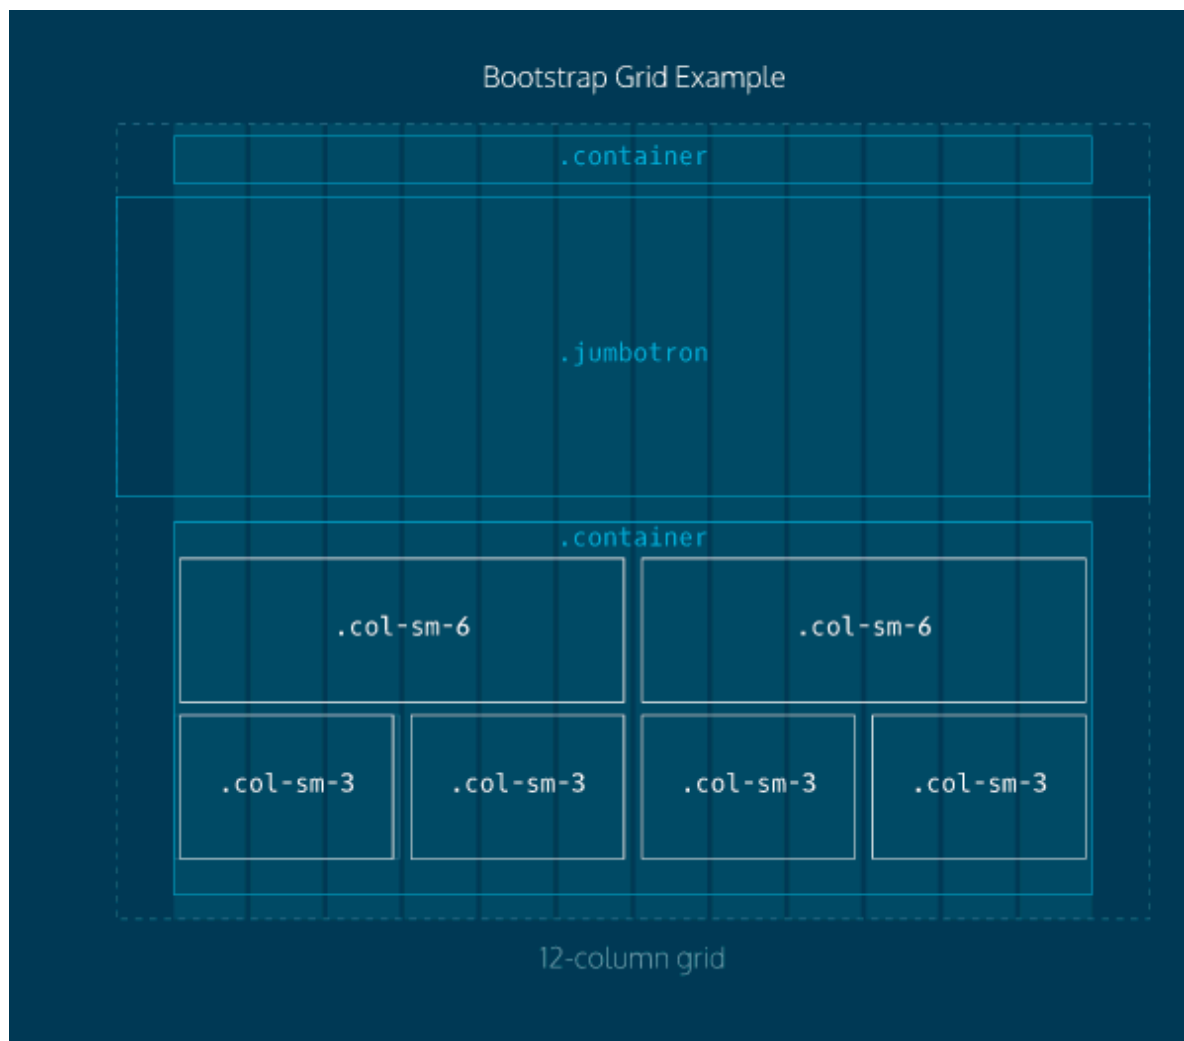 Bootstrap Grid Example
.container
.jumbotron
.container
.col-sm-6 .col-sm-6
.col-sm-3 .col-sm-3 .col-sm-3 .col-sm-3
12-column grid